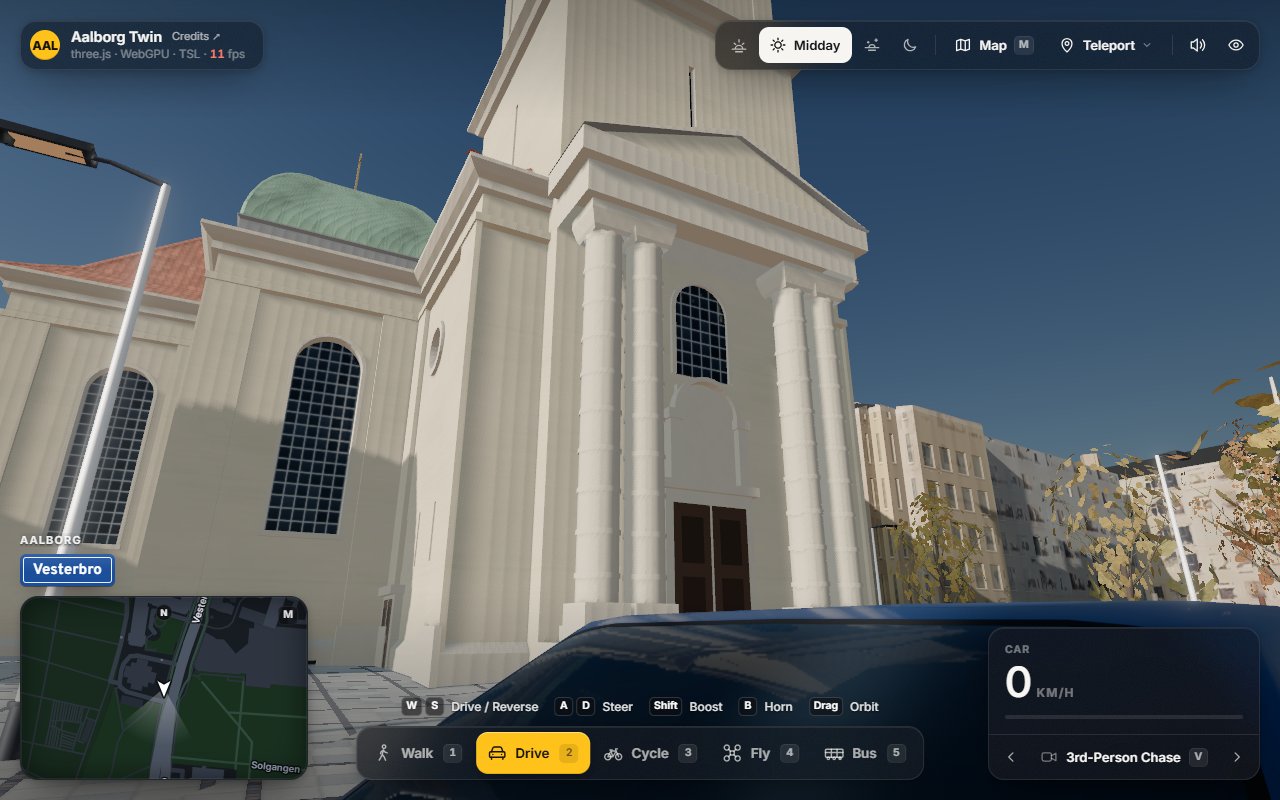 AAL
Aalborg Twin Credits ↗
three.js · WebGPU · TSL · 11 fps
Midday
Map M
Teleport
AALBORG
Vesterbro
N
M
Vester
Solgangen
W S Drive / Reverse A D Steer Shift Boost B Horn Drag Orbit
Walk 1 Drive 2 Cycle 3 Fly 4 Bus 5
CAR
0 KM/H
3rd-Person Chase V